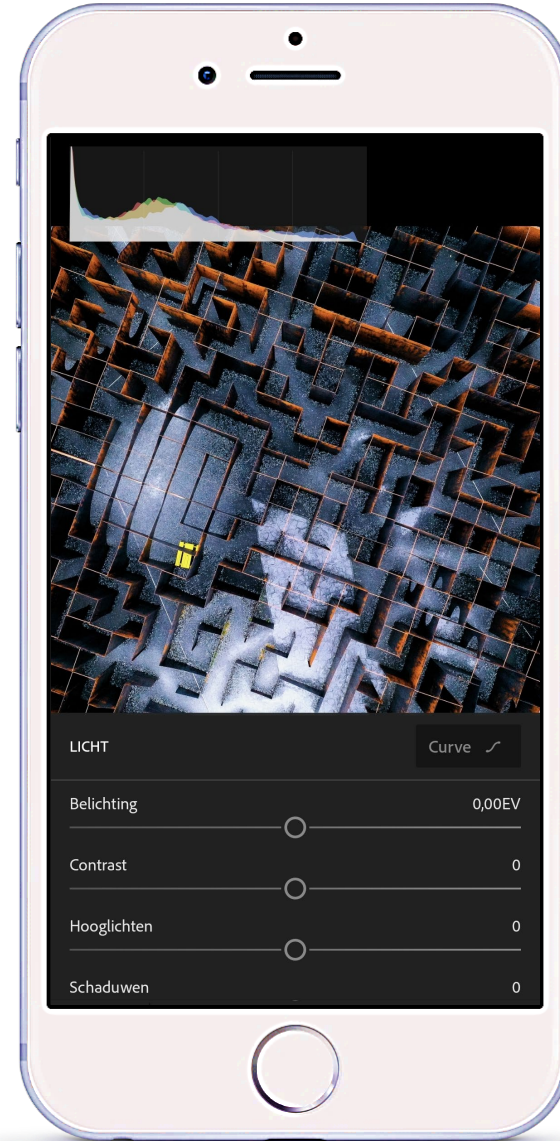 LICHT
Curve
Belichting 0,00EV
Contrast 0
Hooglichten 0
Schaduwen 0